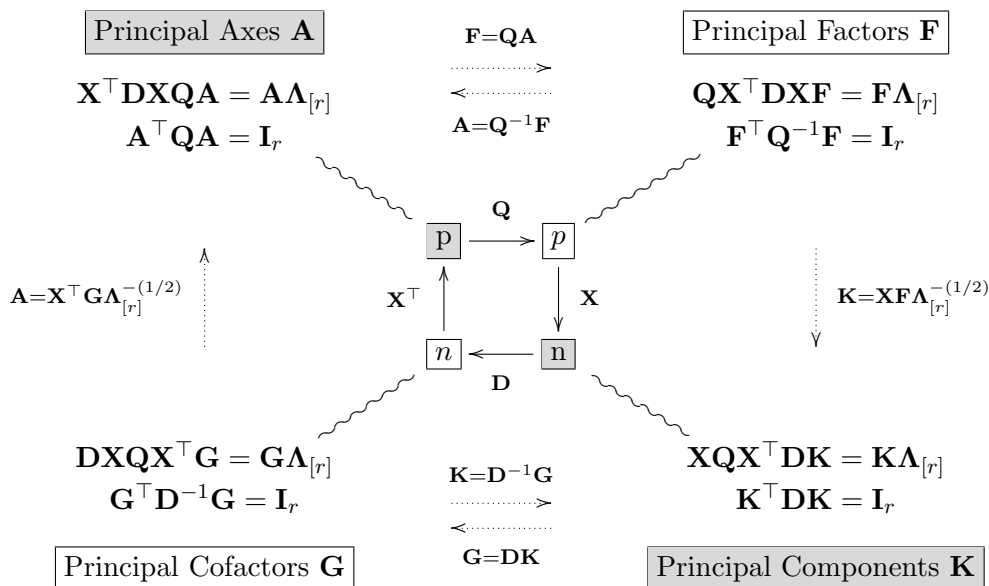 Principal Axes A
F=QA
Principal Factors F
X⊤DXQA = AΛ[r]
A⊤QA = Ir
A=Q−1F
QX⊤DXF = FΛ[r]
F⊤Q−1F = Ir
Q
p
p
A=X⊤GΛ[r]−(1/2)
X⊤
X
K=XFΛ[r]−(1/2)
n
n
D
DXQX⊤G = GΛ[r]
G⊤D−1G = Ir
K=D−1G
XQX⊤DK = KΛ[r]
K⊤DK = Ir
G=DK
Principal Cofactors G
Principal Components K